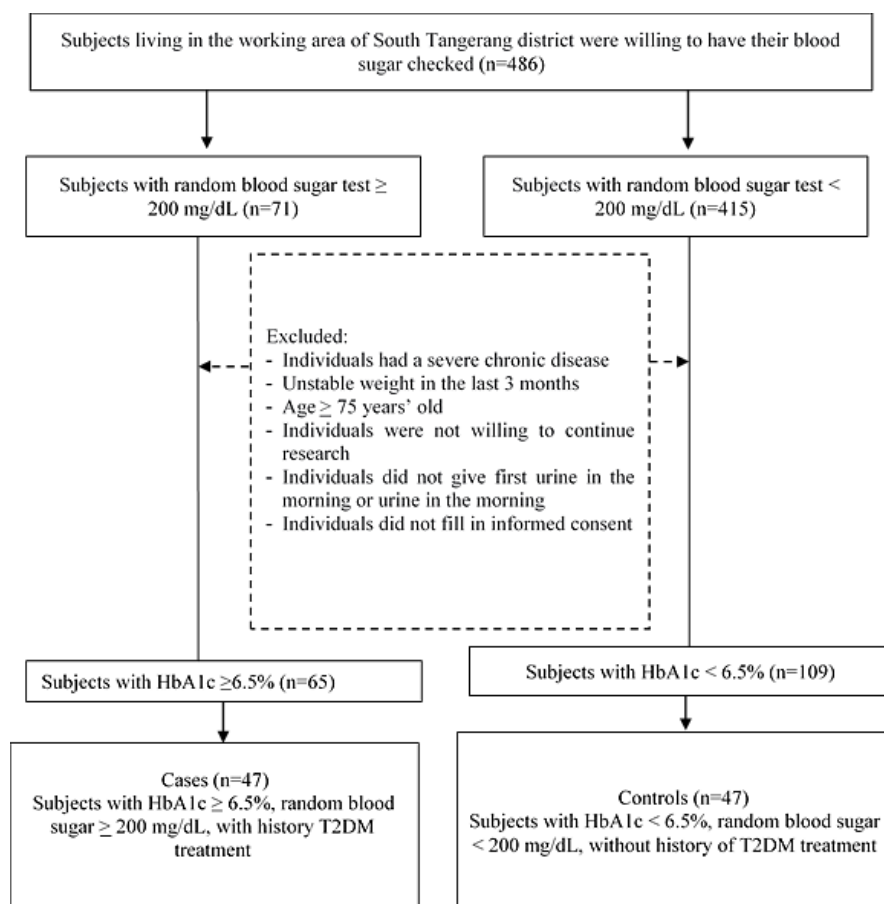 Subjects living in the working area of South Tangerang district were willing to have their blood
sugar checked (n=486)
Subjects with random blood sugar test ≥
200 mg/dL (n=71)
Subjects with random blood sugar test <
200 mg/dL (n=415)
Excluded:
- Individuals had a severe chronic disease
- Unstable weight in the last 3 months
- Age ≥ 75 years’ old
- Individuals were not willing to continue
research
- Individuals did not give first urine in the
morning or urine in the morning
- Individuals did not fill in informed consent
Subjects with HbA1c ≥6.5% (n=65)
Subjects with HbA1c < 6.5% (n=109)
Cases (n=47)
Subjects with HbA1c ≥ 6.5%, random blood
sugar ≥ 200 mg/dL, with history T2DM
treatment
Controls (n=47)
Subjects with HbA1c < 6.5%, random blood sugar
< 200 mg/dL, without history of T2DM treatment